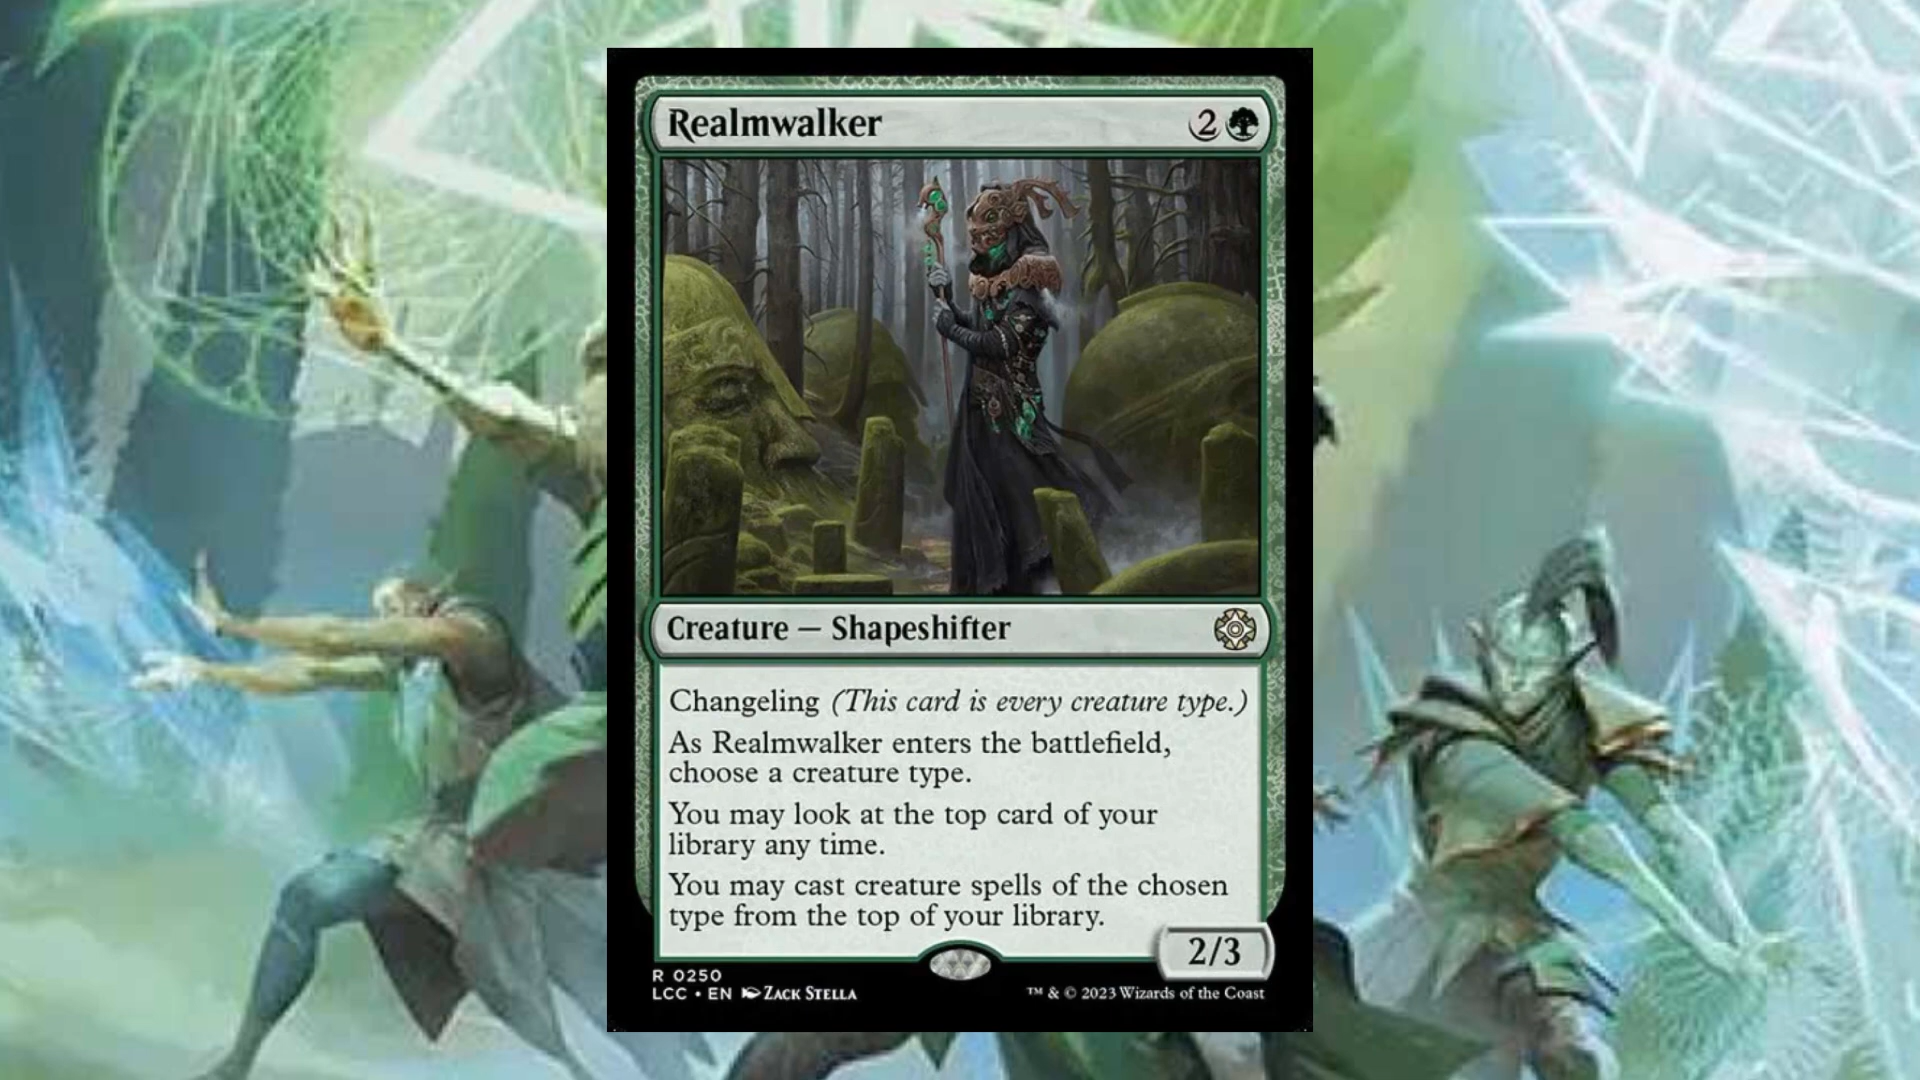 Realmwalker 2
Creature — Shapeshifter
Changeling (This card is every creature type.)
As Realmwalker enters the battlefield,
choose a creature type.
You may look at the top card of your
library any time.
You may cast creature spells of the chosen
type from the top of your library.
2/3
R 0250
LCC • EN ZACK STELLA
™ & © 2023 Wizards of the Coast